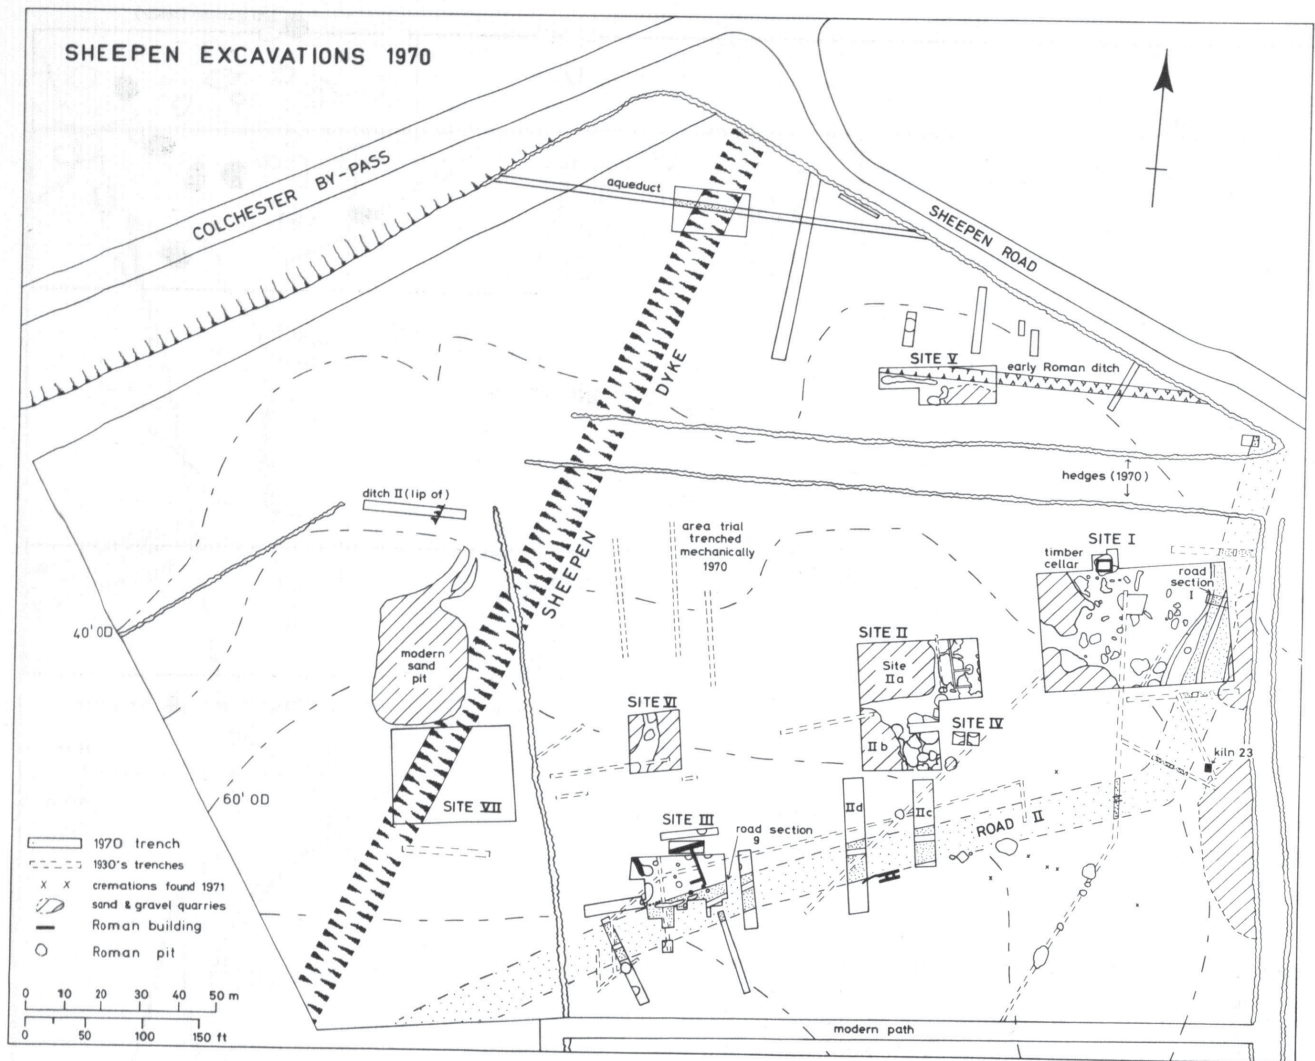 SHEEPEN EXCAVATIONS 1970
COLCHESTER BY-PASS
aqueduct
SHEEPEN ROAD
SHEEPEN DYKE
SITE V
early Roman ditch
hedges (1970)
ditch II (lip of)
area trial
trenched
mechanically
1970
SITE I
timber
cellar
road
section
I
40' OD
modern
sand
pit
SITE II
Site
IIa
SITE VI
SITE IV
IIb
kiln 23
60' OD
SITE VII
SITE III
road section
9
IId
IIc
ROAD II
1970 trench
1930's trenches
x x cremations found 1971
sand & gravel quarries
Roman building
Roman pit
0 10 20 30 40 50 m
0 50 100 150 ft
modern path